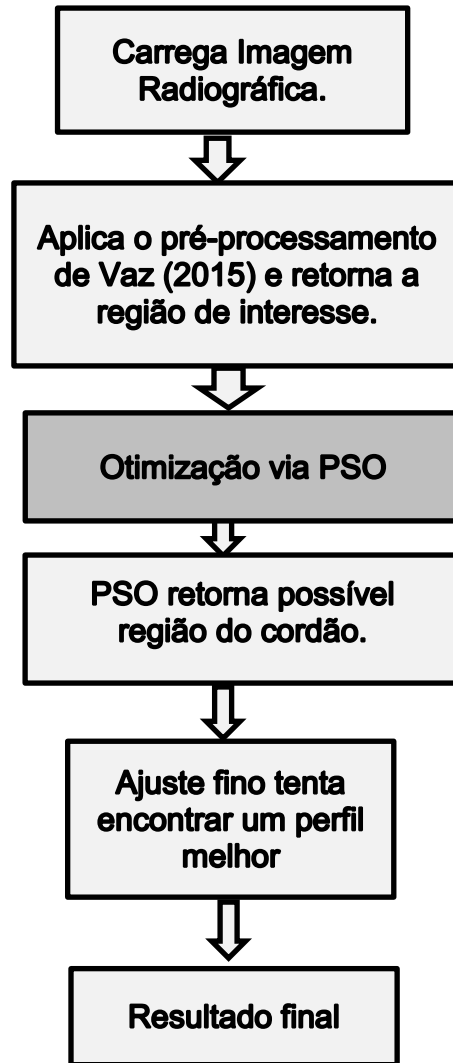 Carrega Imagem
Radiográfica.
Aplica o pré-processamento
de Vaz (2015) e retorna a
região de interesse.
Otimização via PSO
PSO retorna possível
região do cordão.
Ajuste fino tenta
encontrar um perfil
melhor
Resultado final